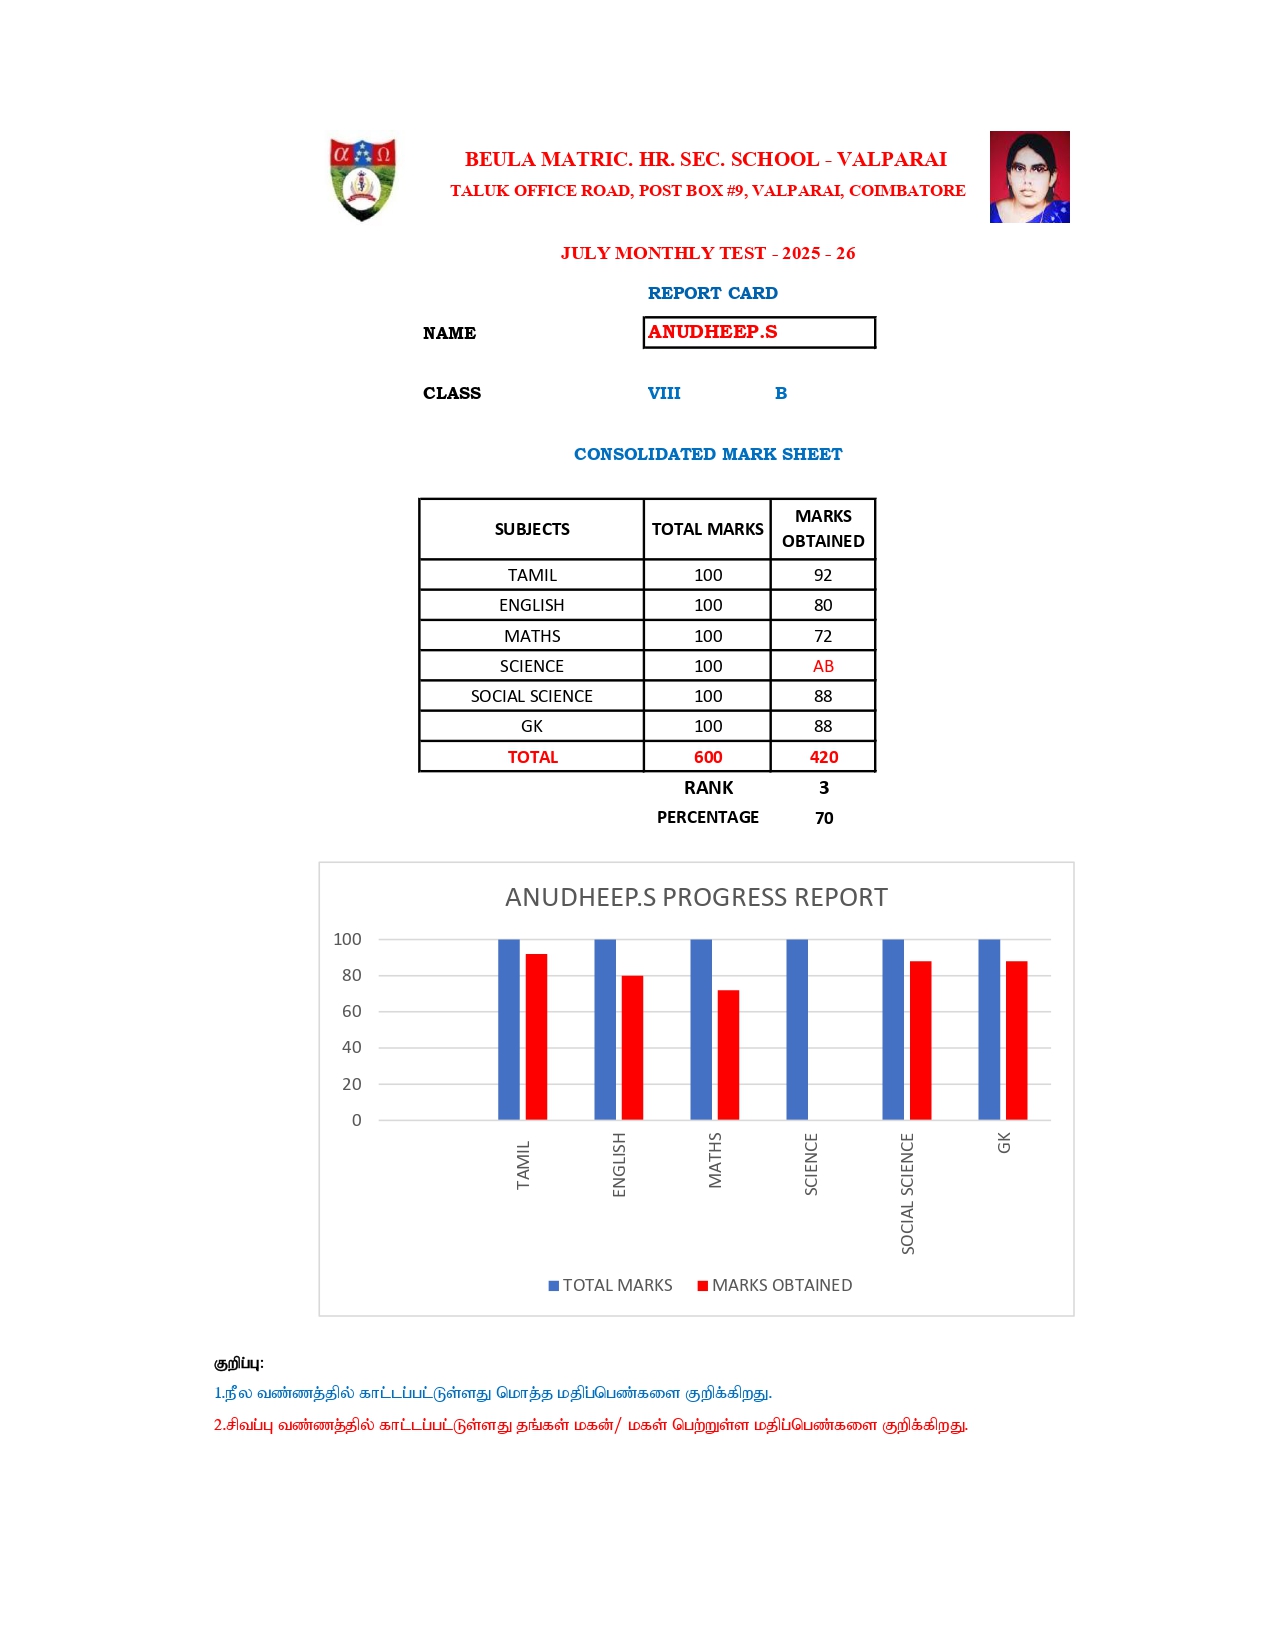 α Ω
BEULA MATRIC. HR. SEC. SCHOOL - VALPARAI
TALUK OFFICE ROAD, POST BOX #9, VALPARAI, COIMBATORE
JULY MONTHLY TEST - 2025 - 26
REPORT CARD
NAME ANUDHEEP.S
CLASS VIII B
CONSOLIDATED MARK SHEET
SUBJECTS TOTAL MARKS MARKS OBTAINED
TAMIL 100 92
ENGLISH 100 80
MATHS 100 72
SCIENCE 100 AB
SOCIAL SCIENCE 100 88
GK 100 88
TOTAL 600 420
RANK 3
PERCENTAGE 70
ANUDHEEP.S PROGRESS REPORT
100
80
60
40
20
0
TAMIL ENGLISH MATHS SCIENCE SOCIAL SCIENCE GK
TOTAL MARKS MARKS OBTAINED
குறிப்பு:
1.நீல வண்ணத்தில் காட்டப்பட்டுள்ளது மொத்த மதிப்பெண்களை குறிக்கிறது.
2.சிவப்பு வண்ணத்தில் காட்டப்பட்டுள்ளது தங்கள் மகன்/ மகள் பெற்றுள்ள மதிப்பெண்களை குறிக்கிறது.